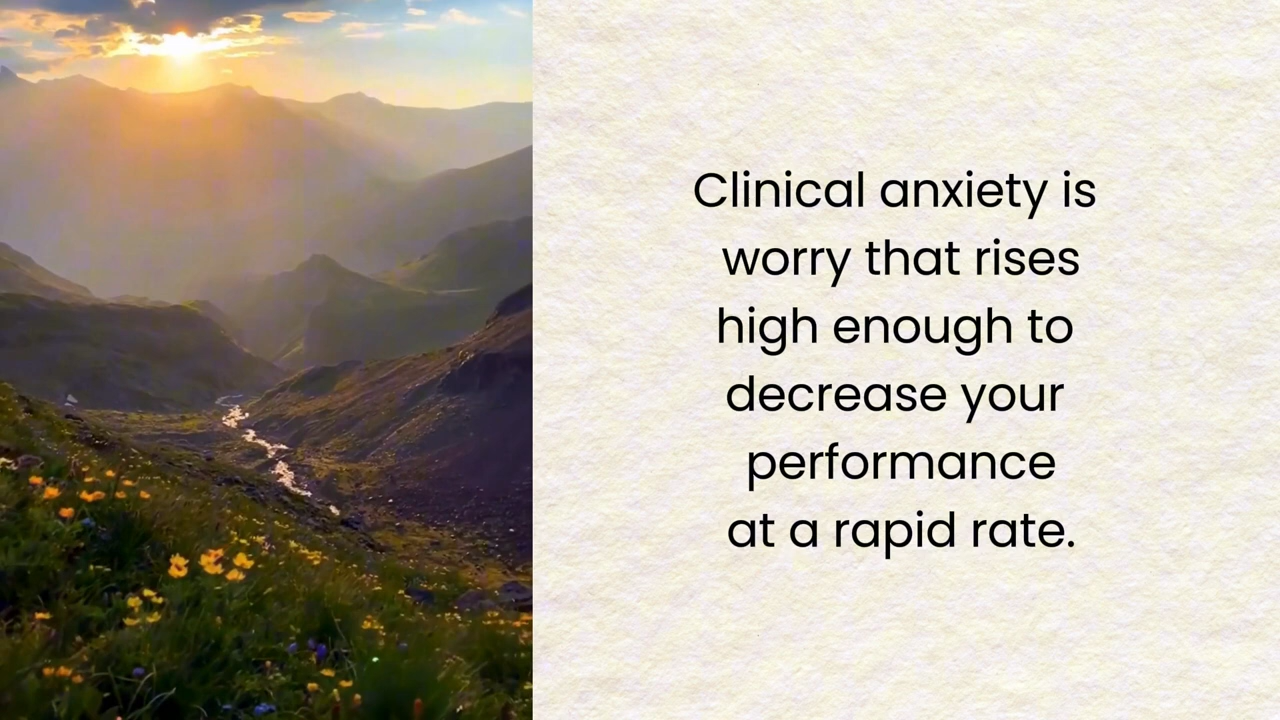 Clinical anxiety is
worry that rises
high enough to
decrease your
performance
at a rapid rate.